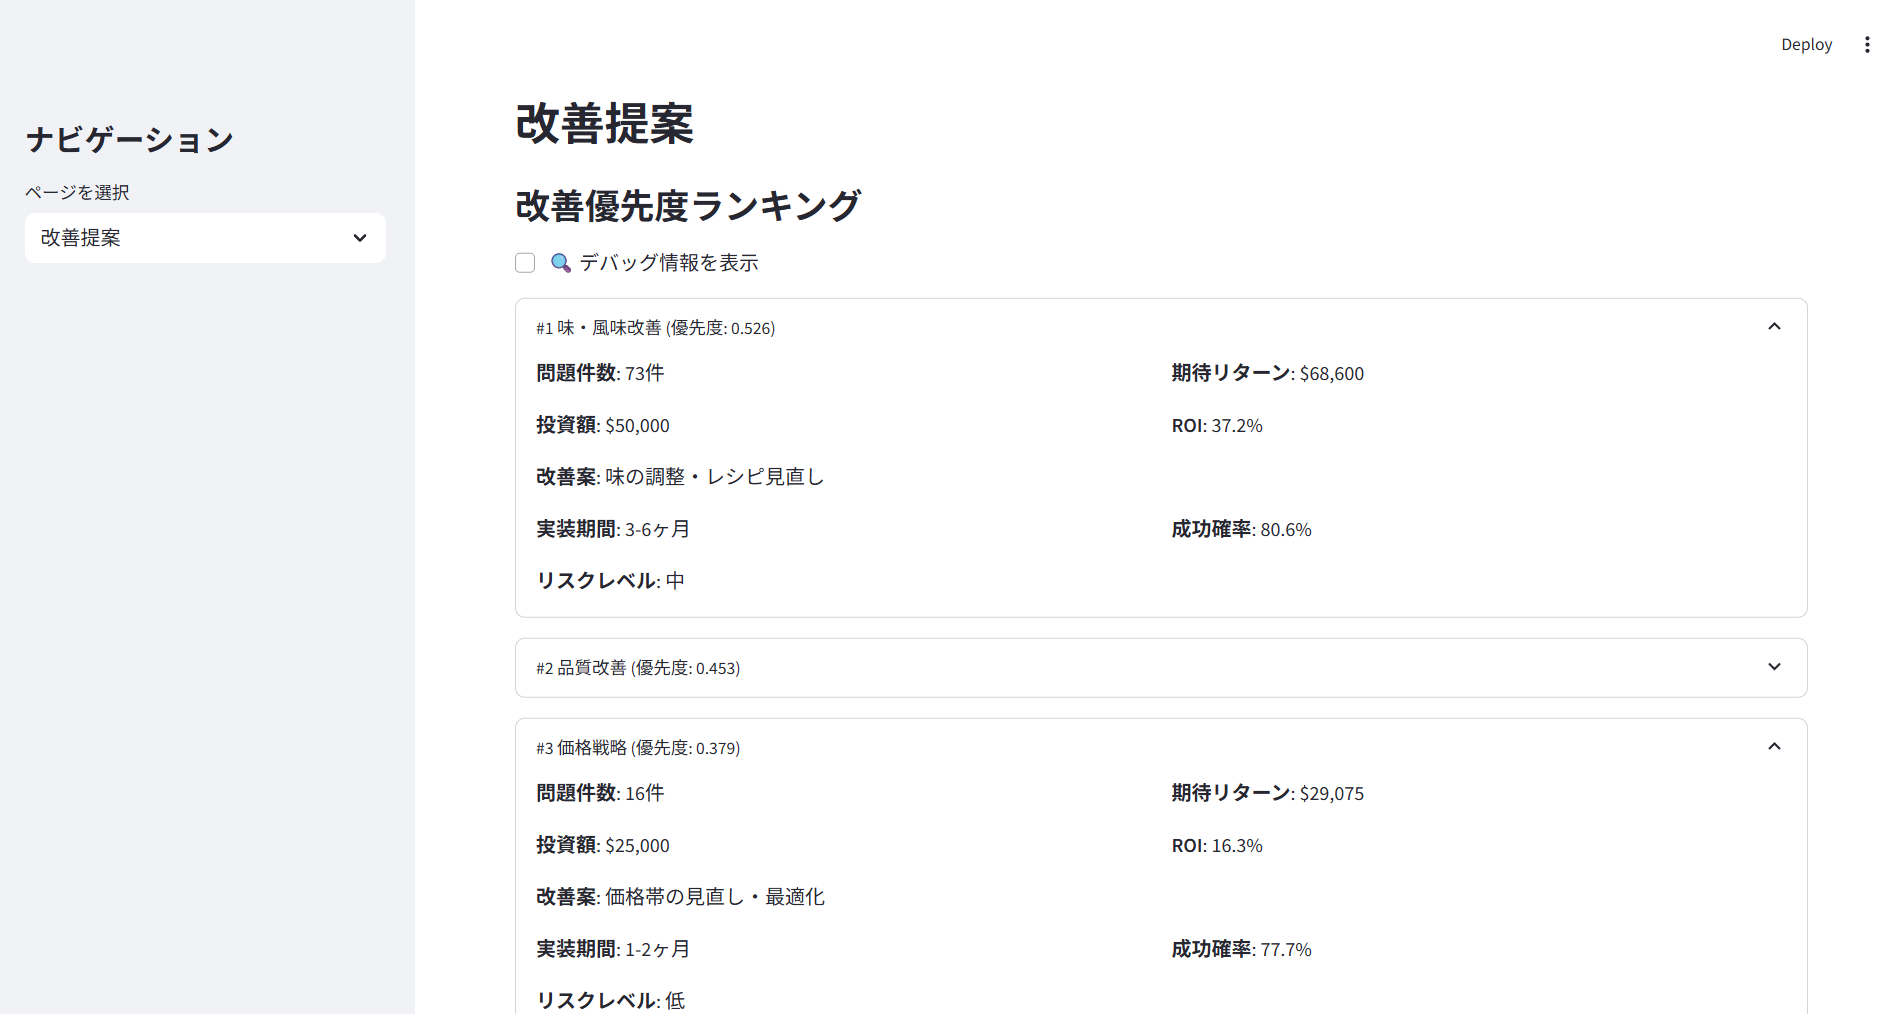 Deploy
ナビゲーション
ページを選択
改善提案
改善提案
改善優先度ランキング
デバッグ情報を表示
#1 味・風味改善 (優先度: 0.526)
問題件数: 73件
期待リターン: $68,600
投資額: $50,000
ROI: 37.2%
改善案: 味の調整・レシピ見直し
実装期間: 3-6ヶ月
成功確率: 80.6%
リスクレベル: 中
#2 品質改善 (優先度: 0.453)
#3 価格戦略 (優先度: 0.379)
問題件数: 16件
期待リターン: $29,075
投資額: $25,000
ROI: 16.3%
改善案: 価格帯の見直し・最適化
実装期間: 1-2ヶ月
成功確率: 77.7%
リスクレベル: 低